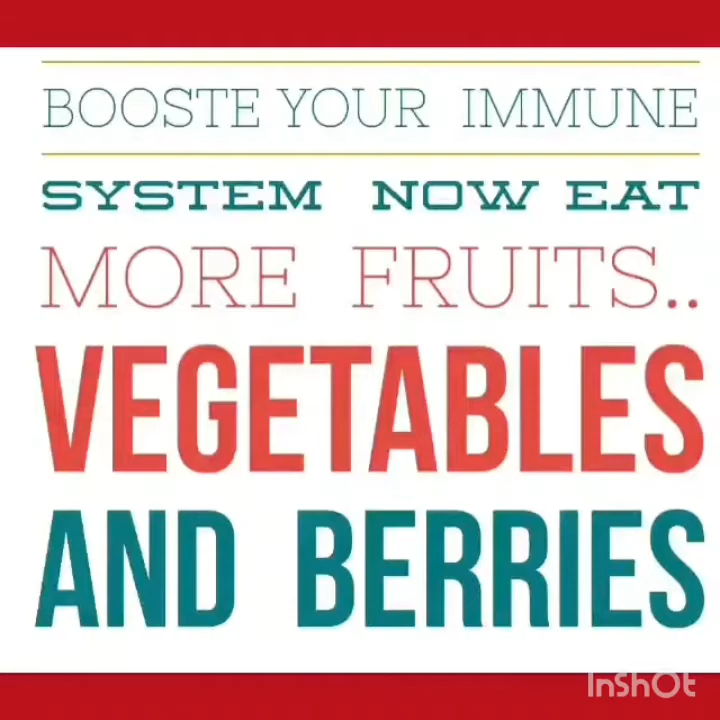 BOOSTE YOUR IMMUNE
SYSTEM NOW EAT
MORE FRUITS..
VEGETABLES
AND BERRIES
InShOt